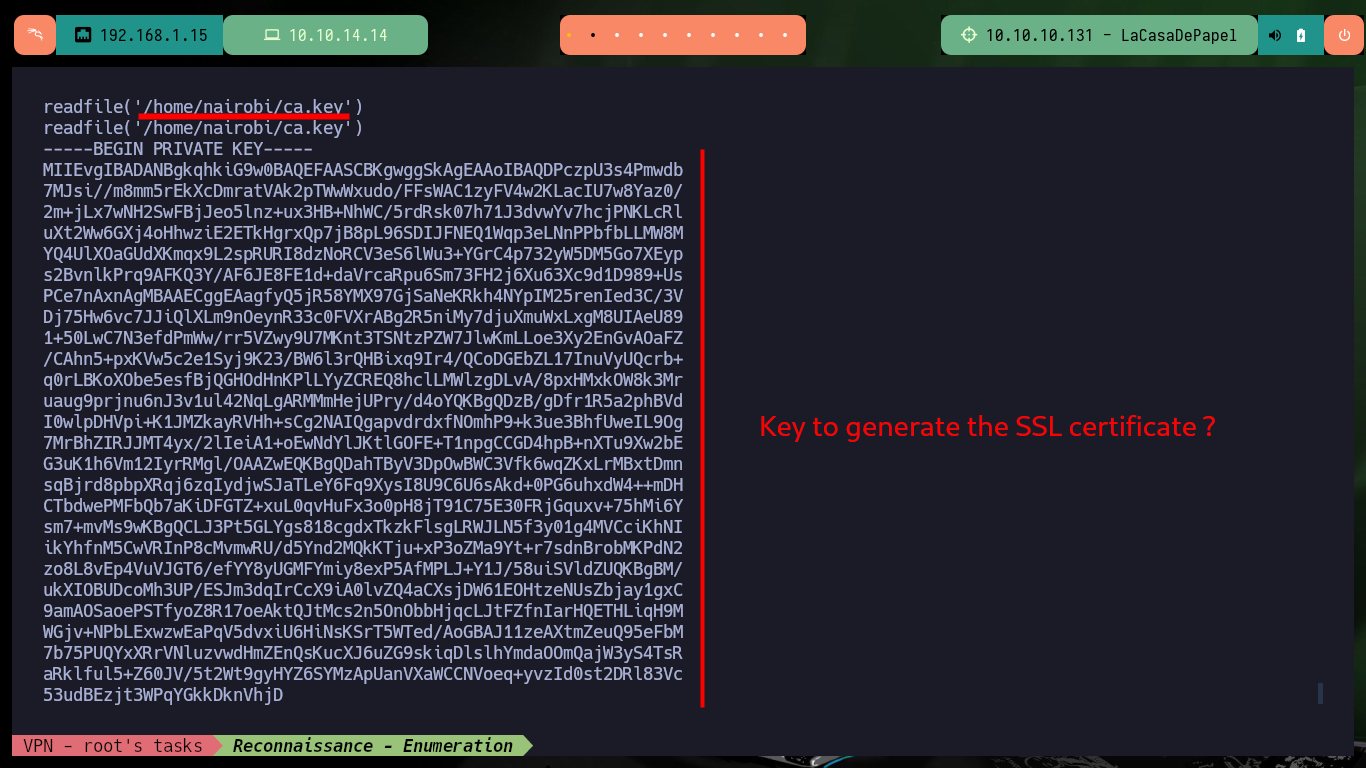 192.168.1.15
10.10.14.14
10.10.10.131 - LaCasaDePapel
readfile('/home/nairobi/ca.key')
readfile('/home/nairobi/ca.key')
-----BEGIN PRIVATE KEY-----
MIIEvgIBADANBgkqhkiG9w0BAQEFAASCBKgwggSkAgEAAoIBAQDPczpU3s4Pmwdb
7MJsi//m8mm5rEkXcDmratVAk2pTWwWxudo/FFsWAC1zyFV4w2KLacIU7w8Yaz0/
2m+jLx7wNH2SwFBjJeo5lnz+ux3HB+NhWC/5rdRsk07h71J3dvwYv7hcjPNKLcRl
uXt2Ww6GXj4oHhwziE2ETkHgrxQp7jB8pL96SDIJFNEQ1Wqp3eLNnPPbfbLLMW8M
YQ4UlXOaGUdXKmqx9L2spRURI8dzNoRCV3eS6lWu3+YGrC4p732yW5DM5Go7XEyp
s2BvnlkPrq9AFKQ3Y/AF6JE8FE1d+daVrcaRpu6Sm73FH2j6Xu63Xc9d1D989+Us
PCe7nAxnAgMBAAECggEAagfyQ5jR58YMX97GjSaNeKRkh4NYpIM25renIed3C/3V
Dj75Hw6vc7JJiQlXLm9nOeynR33c0FVXrABg2R5niMy7djuXmuWxLxgM8UIAeU89
1+50LwC7N3efdPmWw/rr5VZwy9U7MKnt3TSNtzPZW7JlwKmLLoe3Xy2EnGvAOaFZ
/CAhn5+pxKVw5c2e1Syj9K23/BW6l3rQHBixq9Ir4/QCoDGEbZL17InuVyUQcrb+
q0rLBKoXObe5esfBjQGHOdHnKPlLYyZCREQ8hclLMWlzgDLvA/8pxHMxkOW8k3Mr
uaug9prjnu6nJ3v1ul42NqLgARMMmHejUPry/d4oYQKBgQDzB/gDfr1R5a2phBVd
I0wlpDHVpi+K1JMZkayRVHh+sCg2NAIQgapvdrdxfNOmhP9+k3ue3BhfUweIL9Og
7MrBhZIRJJMT4yx/2lIeiA1+oEwNdYlJKtlGOFE+T1npgCCGD4hpB+nXTu9Xw2bE
G3uK1h6Vm12IyrRMgl/OAAZwEQKBgQDahTByV3DpOwBWC3Vfk6wqZKxLrMBxtDmn
sqBjrd8pbpXRqj6zqIydjwSJaTLeY6Fq9XysI8U9C6U6sAkd+0PG6uhxdW4++mDH
CTbdwePMFbQb7aKiDFGTZ+xuL0qvHuFx3o0pH8jT91C75E30FRjGquxv+75hMi6Y
sm7+mvMs9wKBgQCLJ3Pt5GLYgs818cgdxTkzkFlsgLRWJLN5f3y01g4MVCciKhNI
ikYhfnM5CwVRInP8cMvmwRU/d5Ynd2MQkKTju+xP3oZMa9Yt+r7sdnBrobMKPdN2
zo8L8vEp4VuVJGT6/efYY8yUGMFYmiy8exP5AfMPLJ+Y1J/58uiSVldZUQKBgBM/
ukXIOBUDcoMh3UP/ESJm3dqIrCcX9iA0lvZQ4aCXsjDW61EOHtzeNUsZbjay1gxC
9amAOSaoePSTfyoZ8R17oeAktQJtMcs2n5OnObbHjqcLJtFZfnIarHQETHLiqH9M
WGjv+NPbLExwzwEaPqV5dvxiU6HiNsKSrT5WTed/AoGBAJ11zeAXtmZeuQ95eFbM
7b75PUQYxXRrVNluzvwdHmZEnQsKucXJ6uZG9skiqDlslhYmdaOOmQajW3yS4TsR
aRklful5+Z60JV/5t2Wt9gyHYZ6SYMzApUanVXaWCCNVoeq+yvzId0st2DRl83Vc
53udBEzjt3WPqYGkkDknVhjD
Key to generate the SSL certificate ?
VPN - root's tasks
Reconnaissance - Enumeration